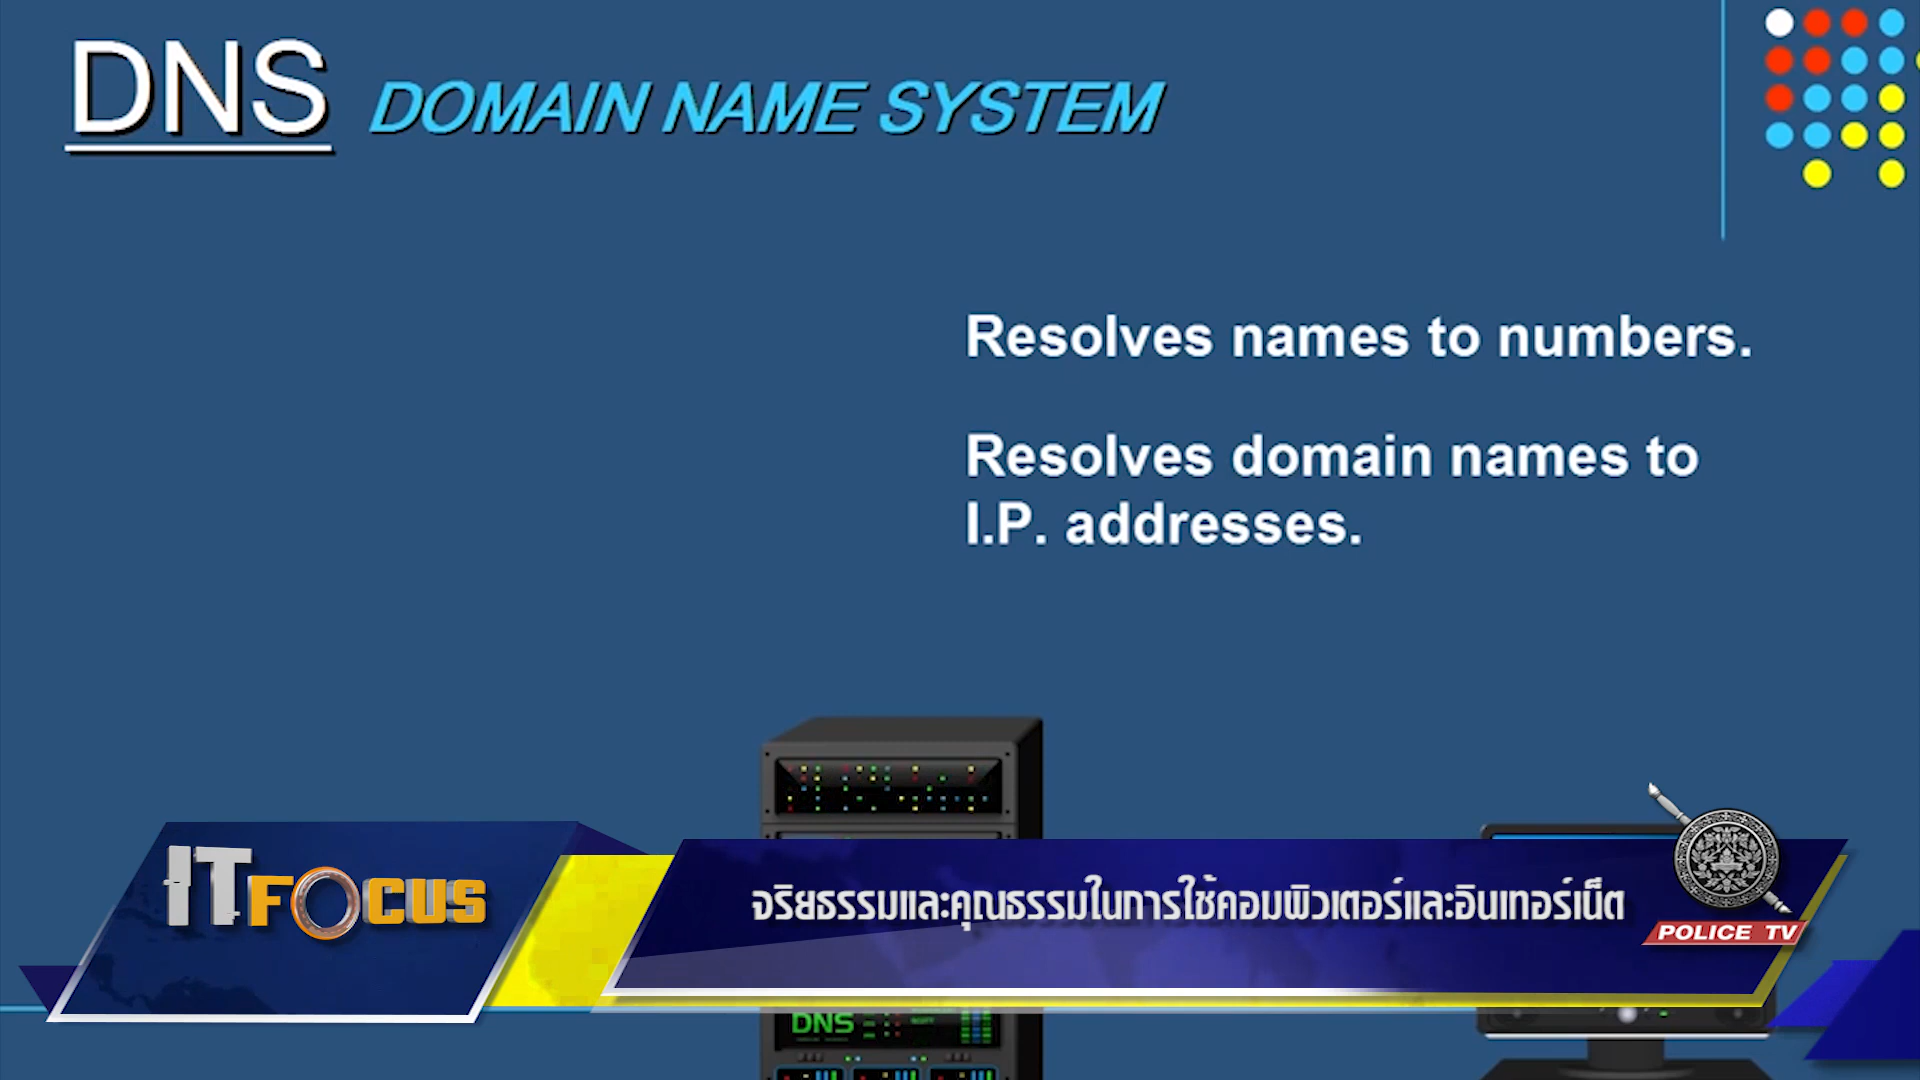 DNS DOMAIN NAME SYSTEM
Resolves names to numbers.
Resolves domain names to
I.P. addresses.
IT FOCUS
จริยธรรมและคุณธรรมในการใช้คอมพิวเตอร์และอินเทอร์เน็ต
POLICE TV
DNS